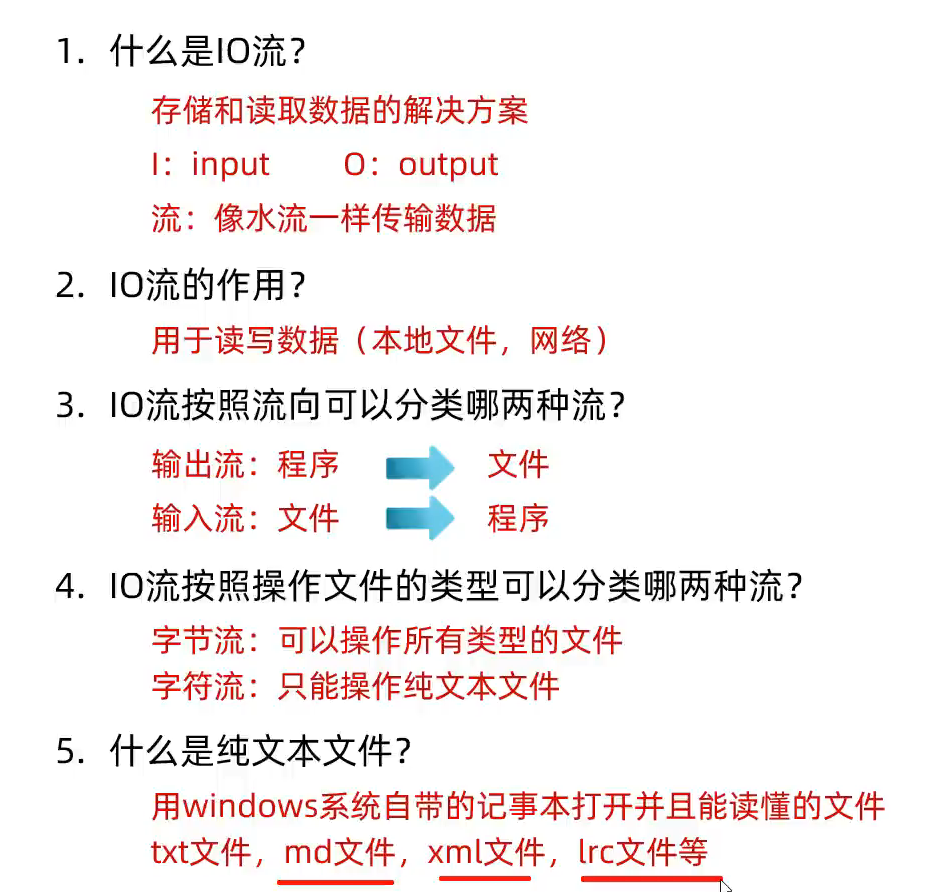 1. 什么是IO流？
存储和读取数据的解决方案
I：input O：output
流：像水流一样传输数据
2. IO流的作用？
用于读写数据（本地文件，网络）
3. IO流按照流向可以分类哪两种流？
输出流：程序 文件
输入流：文件 程序
4. IO流按照操作文件的类型可以分类哪两种流？
字节流：可以操作所有类型的文件
字符流：只能操作纯文本文件
5. 什么是纯文本文件？
用windows系统自带的记事本打开并且能读懂的文件
txt文件，md文件，xml文件，lrc文件等